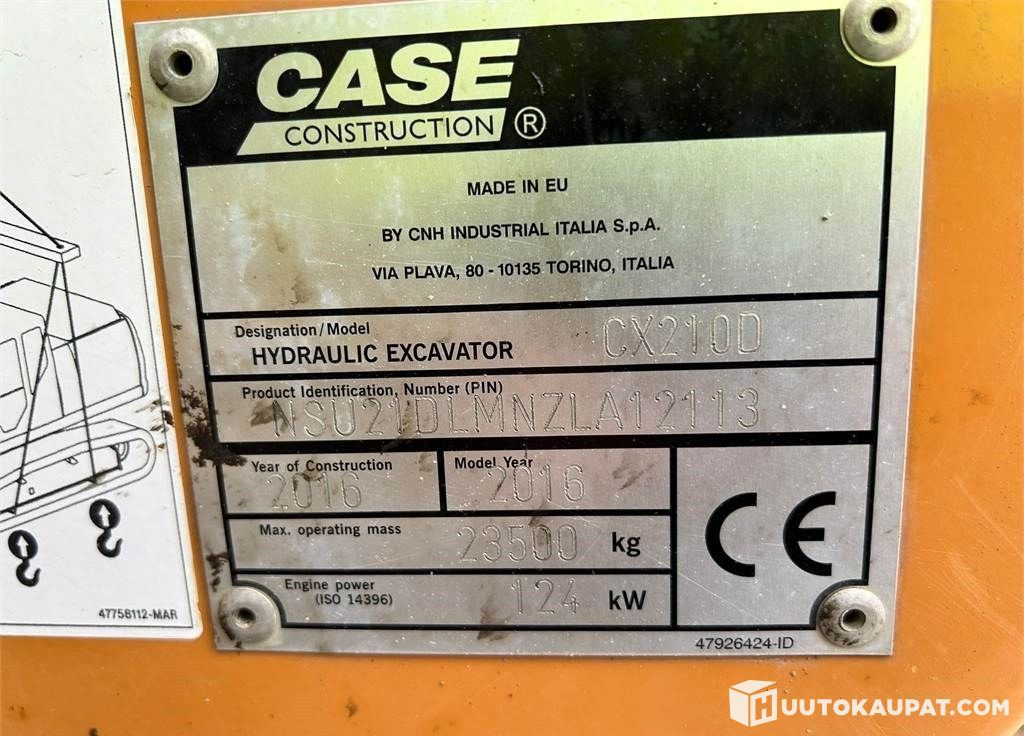 CASE
CONSTRUCTION ®
MADE IN EU
BY CNH INDUSTRIAL ITALIA S.p.A.
VIA PLAVA, 80 - 10135 TORINO, ITALIA
Designation/Model
HYDRAULIC EXCAVATOR CX210D
Product Identification, Number (PIN)
NSU21DLMNZLA12113
Year of Construction
2016
Model Year
2016
Max. operating mass 23500 kg
Engine power
(ISO 14396) 124 kW
CE
47926424-ID
47758112-MAR
HUUTOKAUPAT.COM